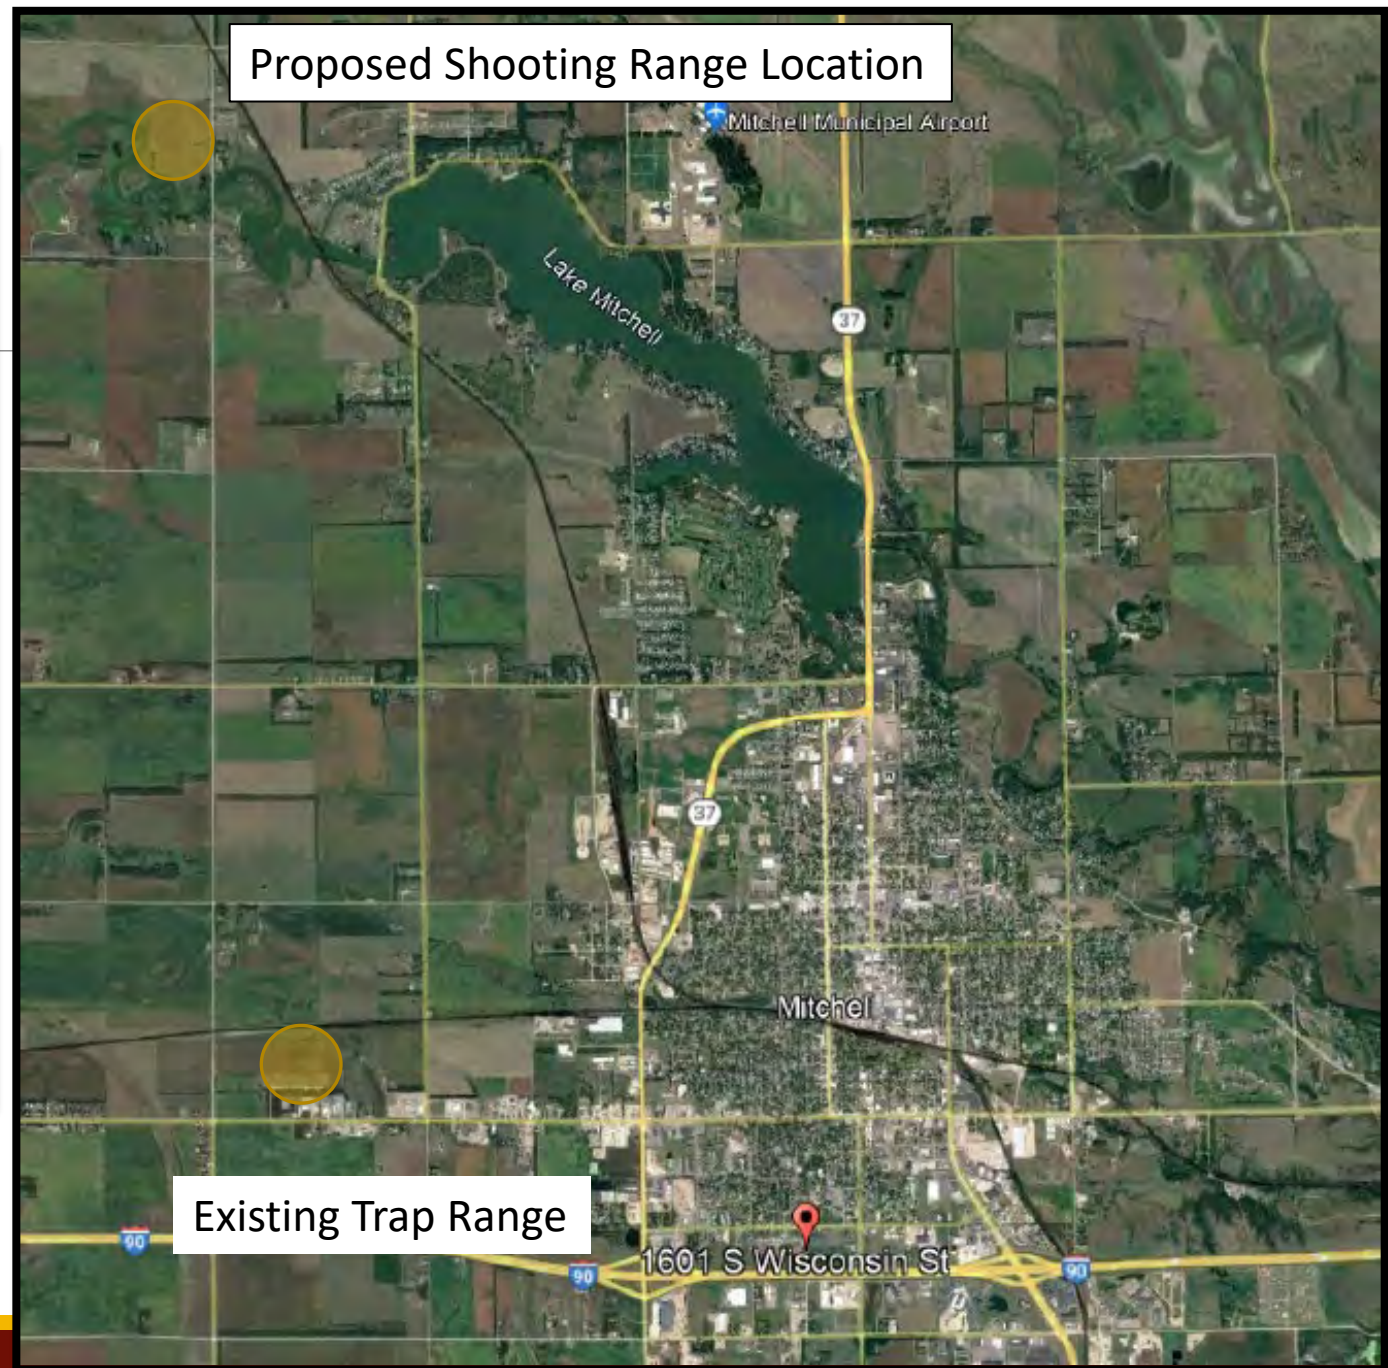 Proposed Shooting Range Location
Mitchell Municipal Airport
Lake Mitchell
37
37
Mitchell
Existing Trap Range
90
1601 S Wisconsin St
90
90